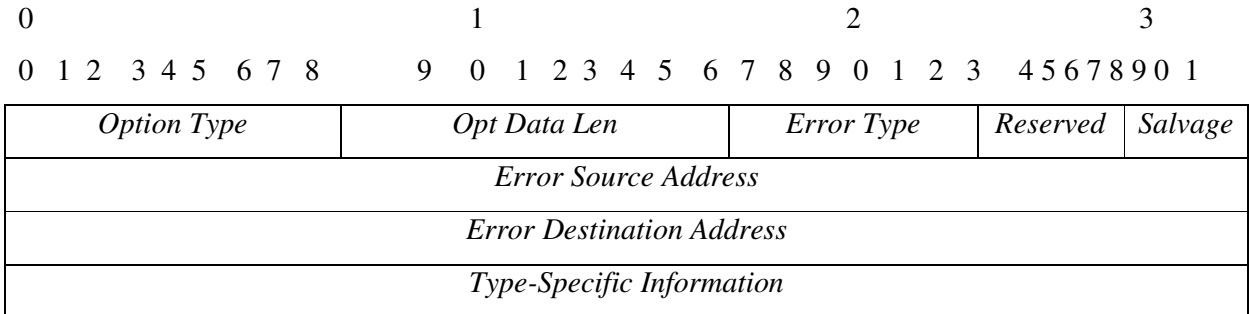 0 1 2 3
0 1 2 3 4 5 6 7 8 9 0 1 2 3 4 5 6 7 8 9 0 1 2 3 4 5 6 7 8 9 0 1
Option Type Opt Data Len Error Type Reserved Salvage
Error Source Address
Error Destination Address
Type-Specific Information